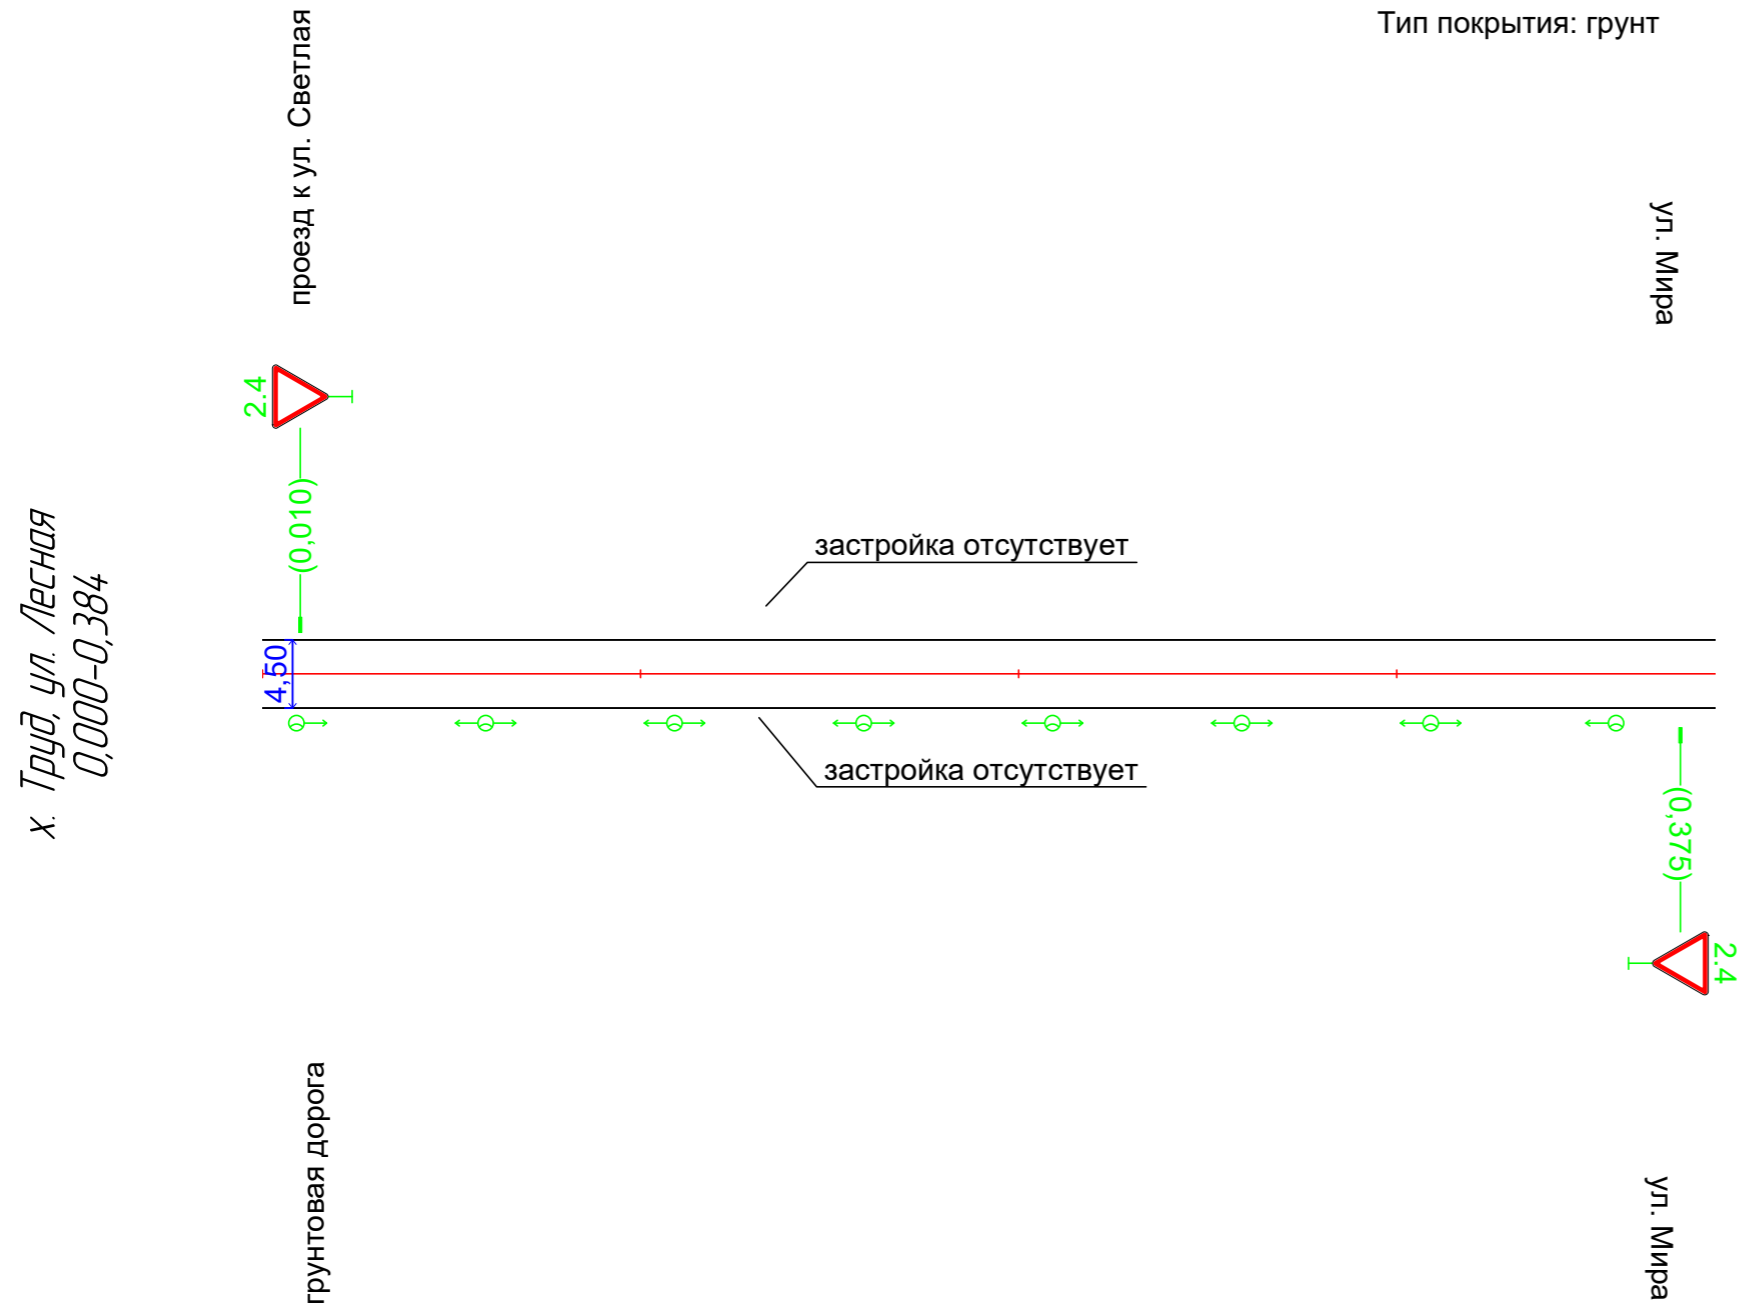 Тип покрытия: грунт
проезд к ул. Светлая
ул. Мира
2.4
(0,010)
х. Труд, ул. Лесная
0,000-0,384
застройка отсутствует
4,50
застройка отсутствует
(0,375)
2.4
грунтовая дорога
ул. Мира